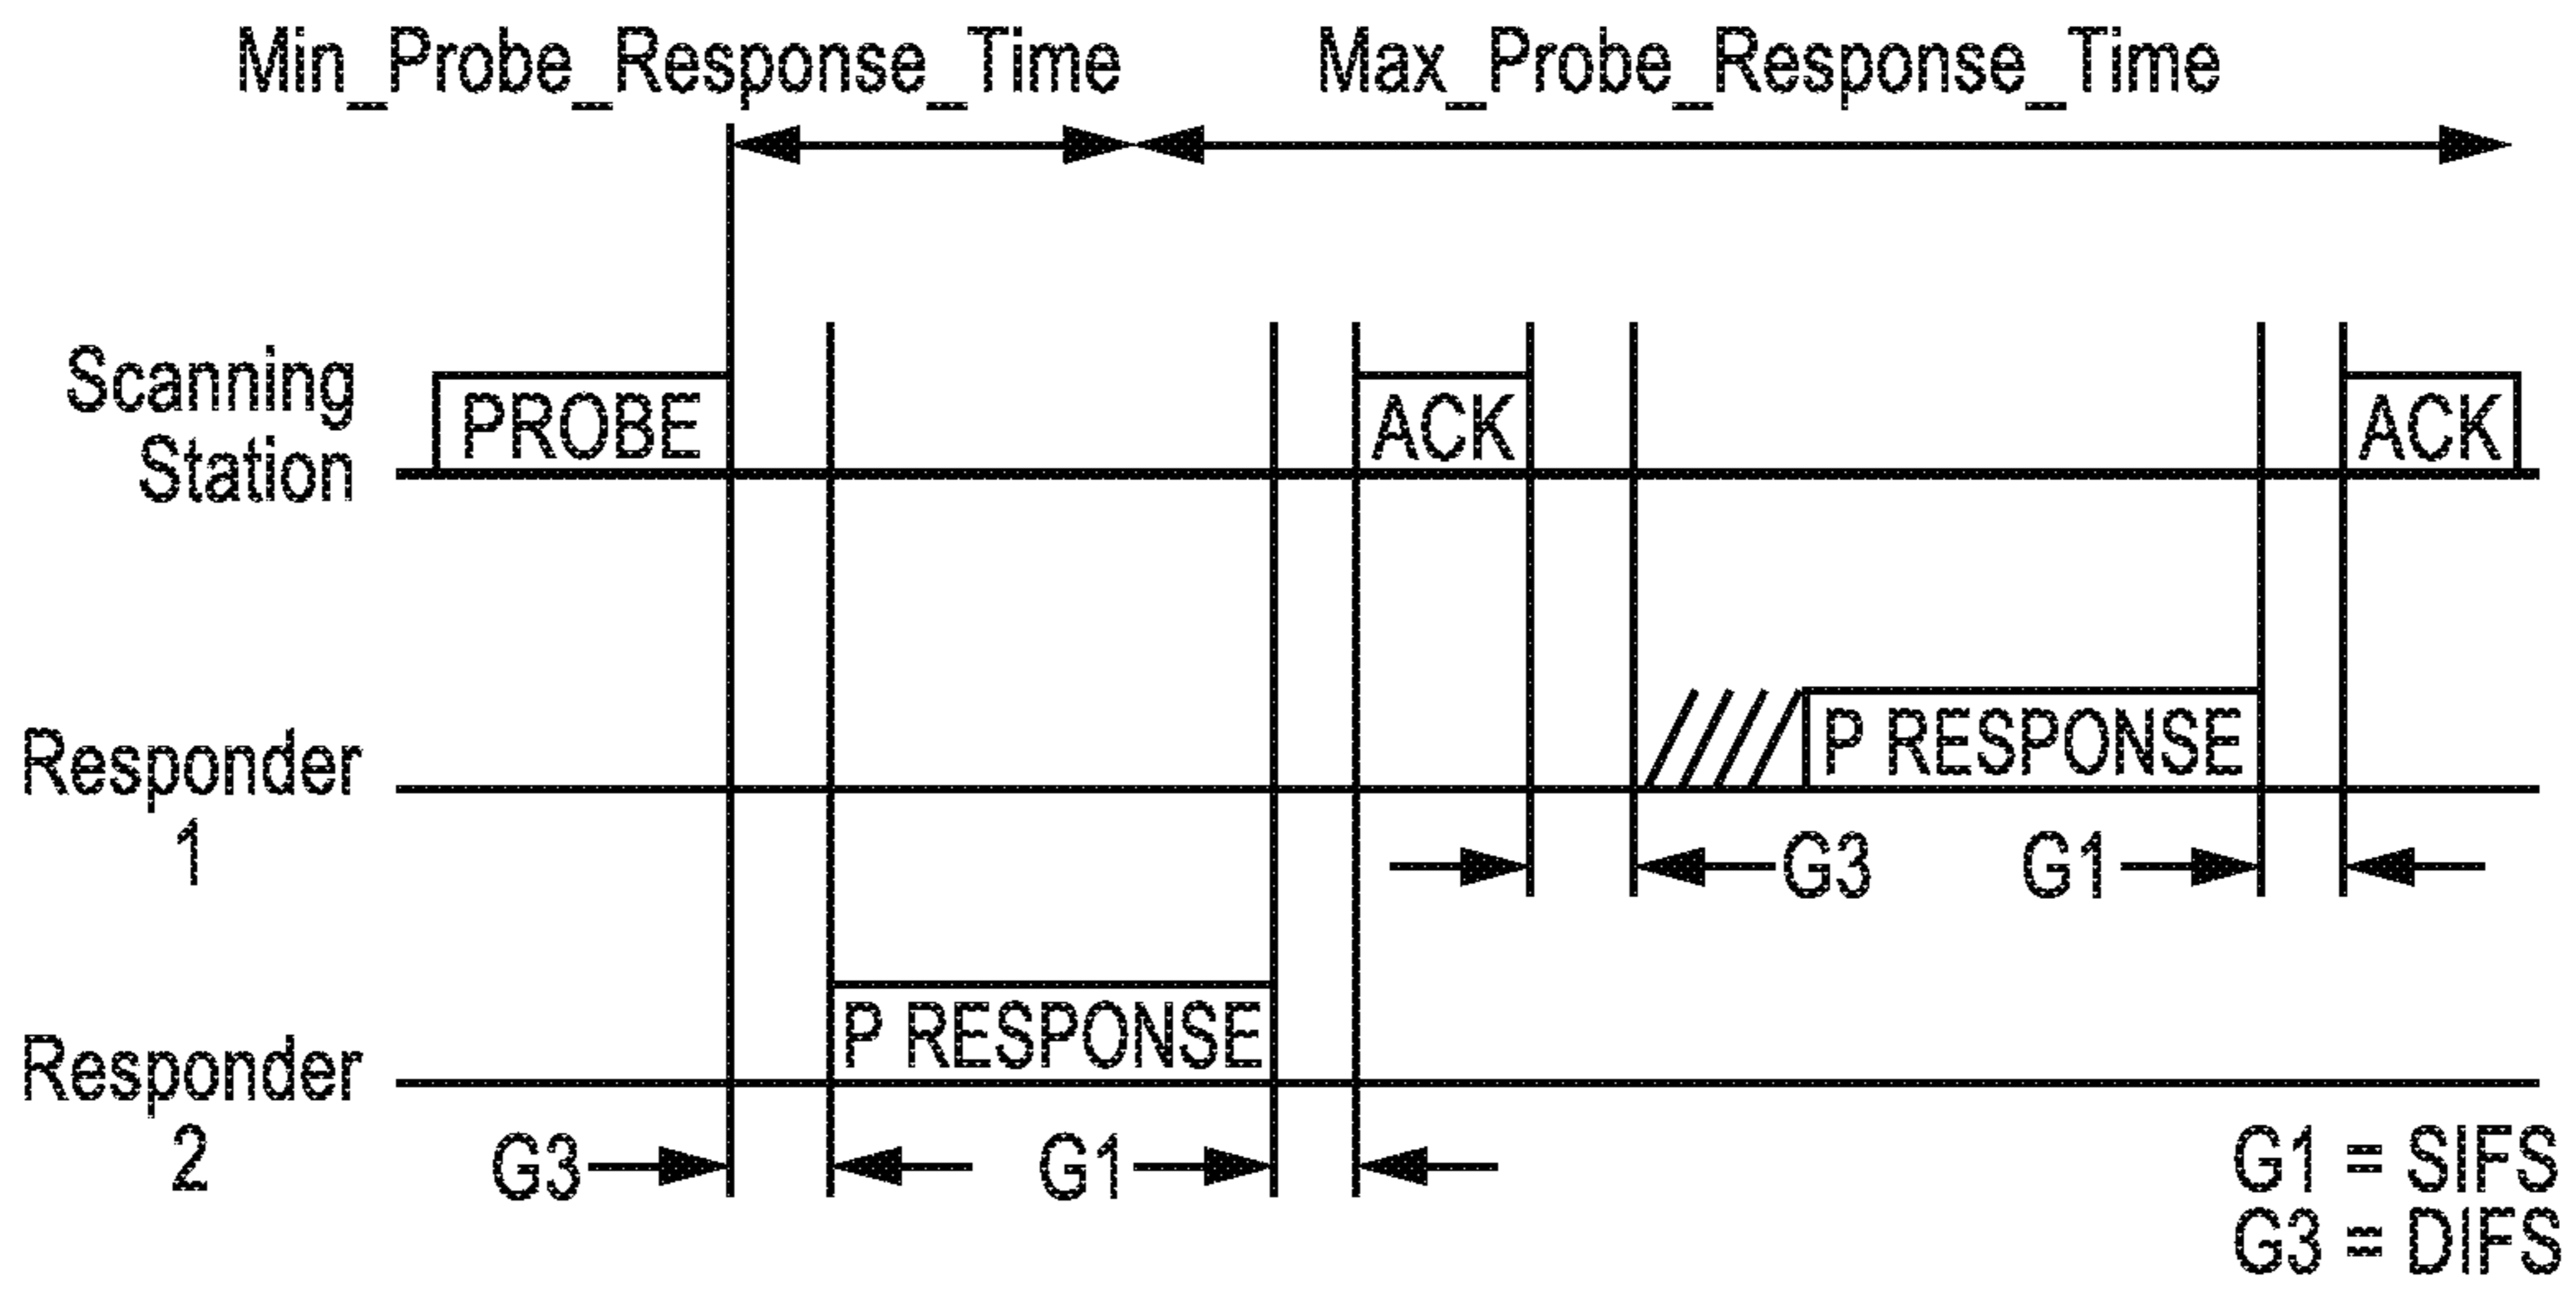 Min_Probe_Response_Time
Max_Probe_Response_Time
Scanning
Station
PROBE
ACK
ACK
Responder
1
P RESPONSE
G3
G1
Responder
2
P RESPONSE
G3
G1
G1 = SIFS
G3 = DIFS